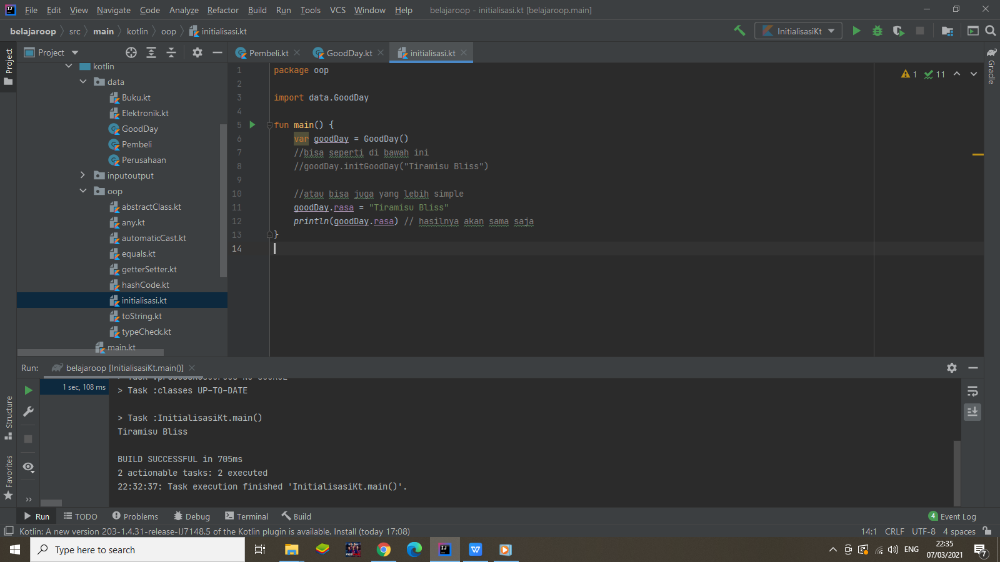 File Edit View Navigate Code Analyze Refactor Build Run Tools VCS Window Help belajaroop - initialisasi.kt [belajaroop.main]
belajaroop src main kotlin oop initialisasi.kt InitialisasiKt
Project Pembeli.kt GoodDay.kt initialisasi.kt
Project
Gradle
Structure
Favorites
kotlin
data
Buku.kt
Elektronik.kt
GoodDay
Pembeli
Perusahaan
inputoutput
oop
abstractClass.kt
any.kt
automaticCast.kt
equals.kt
getterSetter.kt
hashCode.kt
initialisasi.kt
toString.kt
typeCheck.kt
main.kt
1 package oop
2
3 import data.GoodDay
4
5 fun main() {
6 var goodDay = GoodDay()
7 //bisa seperti di bawah ini
8 //goodDay.initGoodDay("Tiramisu Bliss")
9
10 //atau bisa juga yang lebih simple
11 goodDay.rasa = "Tiramisu Bliss"
12 println(goodDay.rasa) // hasilnya akan sama saja
13 }
14
1 11
Run: belajaroop [InitialisasiKt.main()]
1 sec, 108 ms
> Task :classes UP-TO-DATE
> Task :InitialisasiKt.main()
Tiramisu Bliss
BUILD SUCCESSFUL in 705ms
2 actionable tasks: 2 executed
22:32:37: Task execution finished 'InitialisasiKt.main()'.
Run TODO Problems Debug Terminal Build 4 Event Log
Kotlin: A new version 203-1.4.31-release-IJ7148.5 of the Kotlin plugin is available. Install (today 17:08) 14:1 CRLF UTF-8 4 spaces
Type here to search
ENG
22:35
07/03/2021
7